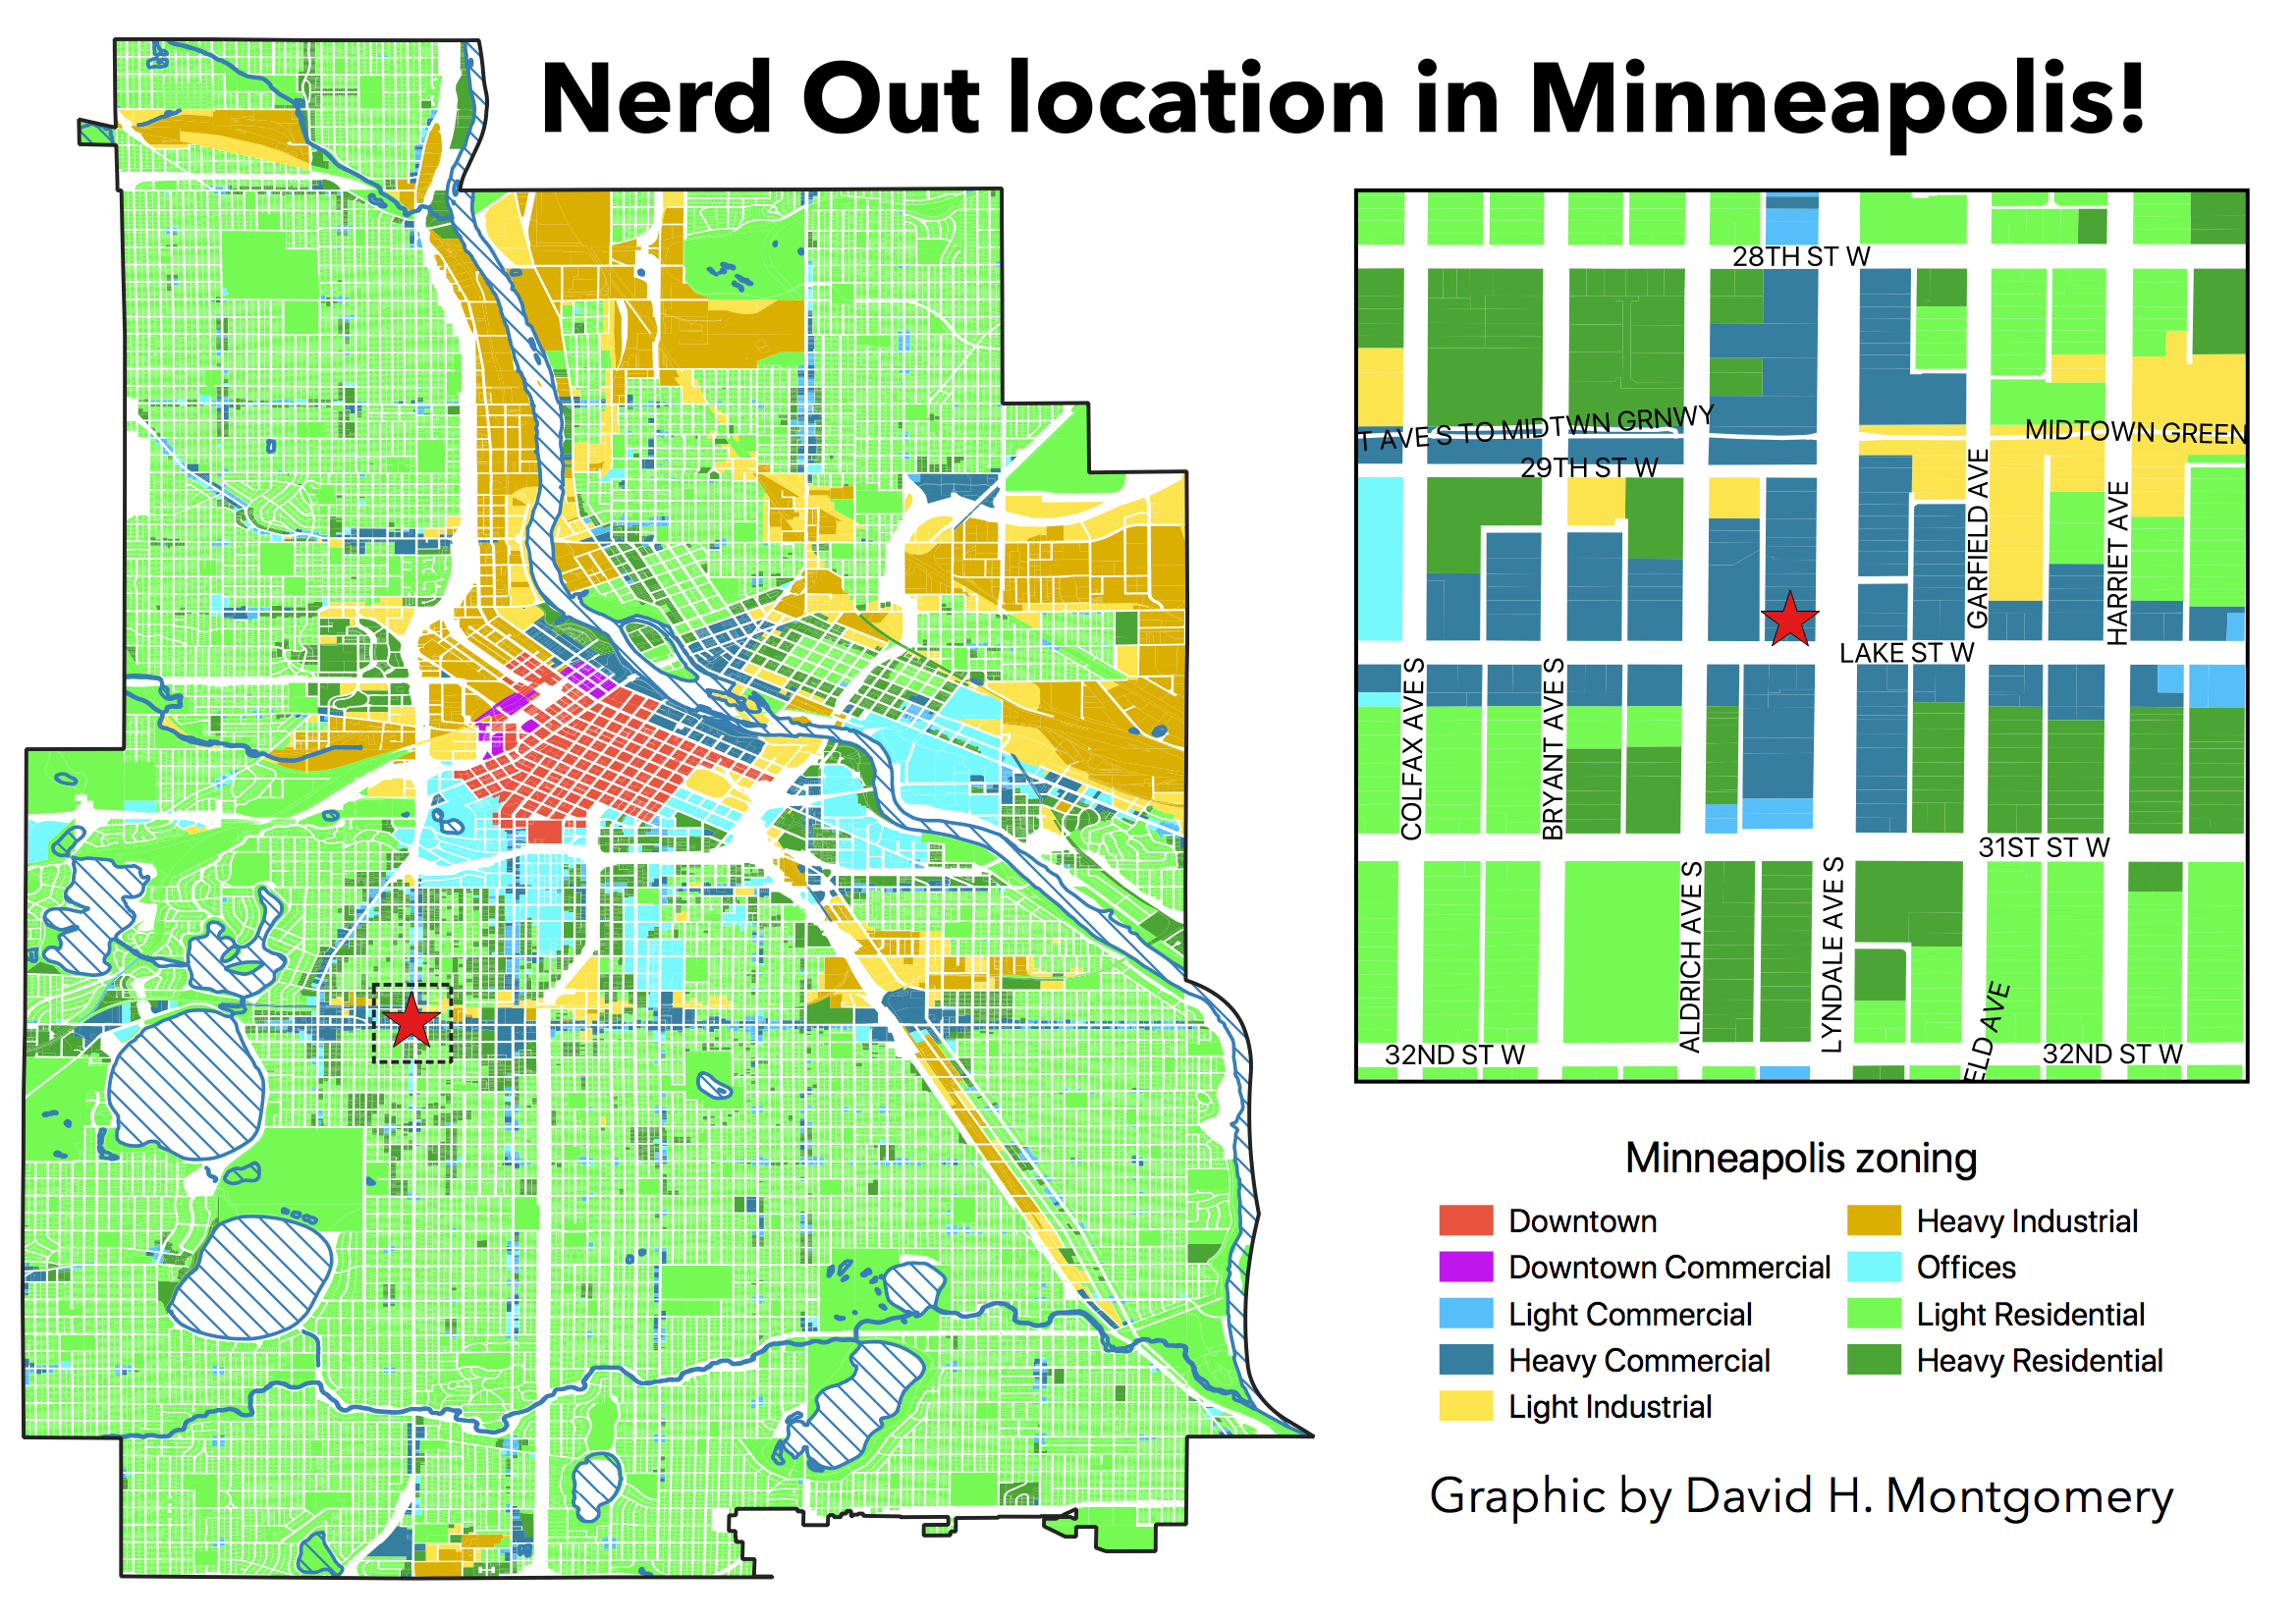 Nerd Out location in Minneapolis!
28TH ST W
T AVE S TO MIDTWN GRNWY
MIDTOWN GREEN
29TH ST W
GARFIELD AVE
HARRIET AVE
LAKE ST W
COLFAX AVE S
BRYANT AVE S
31ST ST W
ALDRICH AVE S
LYNDALE AVE S
ELD AVE
32ND ST W
32ND ST W
Minneapolis zoning
Downtown
Downtown Commercial
Light Commercial
Heavy Commercial
Light Industrial
Heavy Industrial
Offices
Light Residential
Heavy Residential
Graphic by David H. Montgomery